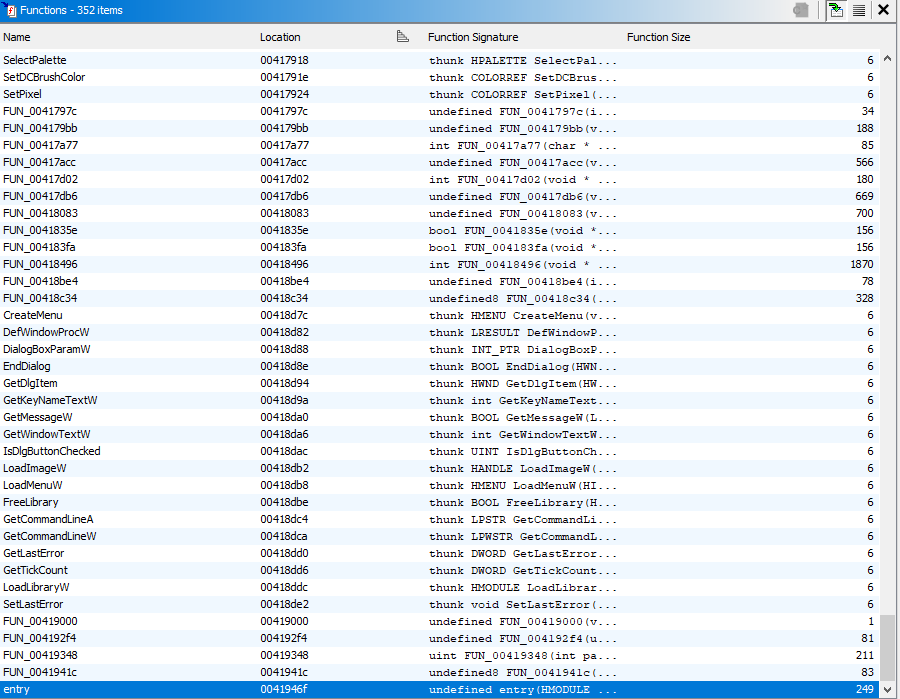 Functions - 352 items
Name Location Function Signature Function Size
SelectPalette 00417918 thunk HPALETTE SelectPal... 6
SetDCBrushColor 0041791e thunk COLORREF SetDCBrus... 6
SetPixel 00417924 thunk COLORREF SetPixel(... 6
FUN_0041797c 0041797c undefined FUN_0041797c(i... 34
FUN_004179bb 004179bb undefined FUN_004179bb(v... 188
FUN_00417a77 00417a77 int FUN_00417a77(char * ... 85
FUN_00417acc 00417acc undefined FUN_00417acc(v... 566
FUN_00417d02 00417d02 int FUN_00417d02(void * ... 180
FUN_00417db6 00417db6 undefined FUN_00417db6(v... 669
FUN_00418083 00418083 undefined FUN_00418083(v... 700
FUN_0041835e 0041835e bool FUN_0041835e(void *... 156
FUN_004183fa 004183fa bool FUN_004183fa(void *... 156
FUN_00418496 00418496 int FUN_00418496(void * ... 1870
FUN_00418be4 00418be4 undefined FUN_00418be4(i... 78
FUN_00418c34 00418c34 undefined8 FUN_00418c34(... 328
CreateMenu 00418d7c thunk HMENU CreateMenu(v... 6
DefWindowProcW 00418d82 thunk LRESULT DefWindowP... 6
DialogBoxParamW 00418d88 thunk INT_PTR DialogBoxP... 6
EndDialog 00418d8e thunk BOOL EndDialog(HWN... 6
GetDlgItem 00418d94 thunk HWND GetDlgItem(HW... 6
GetKeyNameTextW 00418d9a thunk int GetKeyNameText... 6
GetMessageW 00418da0 thunk BOOL GetMessageW(L... 6
GetWindowTextW 00418da6 thunk int GetWindowTextW... 6
IsDlgButtonChecked 00418dac thunk UINT IsDlgButtonCh... 6
LoadImageW 00418db2 thunk HANDLE LoadImageW(... 6
LoadMenuW 00418db8 thunk HMENU LoadMenuW(HI... 6
FreeLibrary 00418dbe thunk BOOL FreeLibrary(H... 6
GetCommandLineA 00418dc4 thunk LPSTR GetCommandLi... 6
GetCommandLineW 00418dca thunk LPWSTR GetCommandL... 6
GetLastError 00418dd0 thunk DWORD GetLastError... 6
GetTickCount 00418dd6 thunk DWORD GetTickCount... 6
LoadLibraryW 00418ddc thunk HMODULE LoadLibrar... 6
SetLastError 00418de2 thunk void SetLastError(... 6
FUN_00419000 00419000 undefined FUN_00419000(v... 1
FUN_004192f4 004192f4 undefined FUN_004192f4(u... 81
FUN_00419348 00419348 uint FUN_00419348(int pa... 211
FUN_0041941c 0041941c undefined8 FUN_0041941c(... 83
entry 0041946f undefined entry(HMODULE ... 249